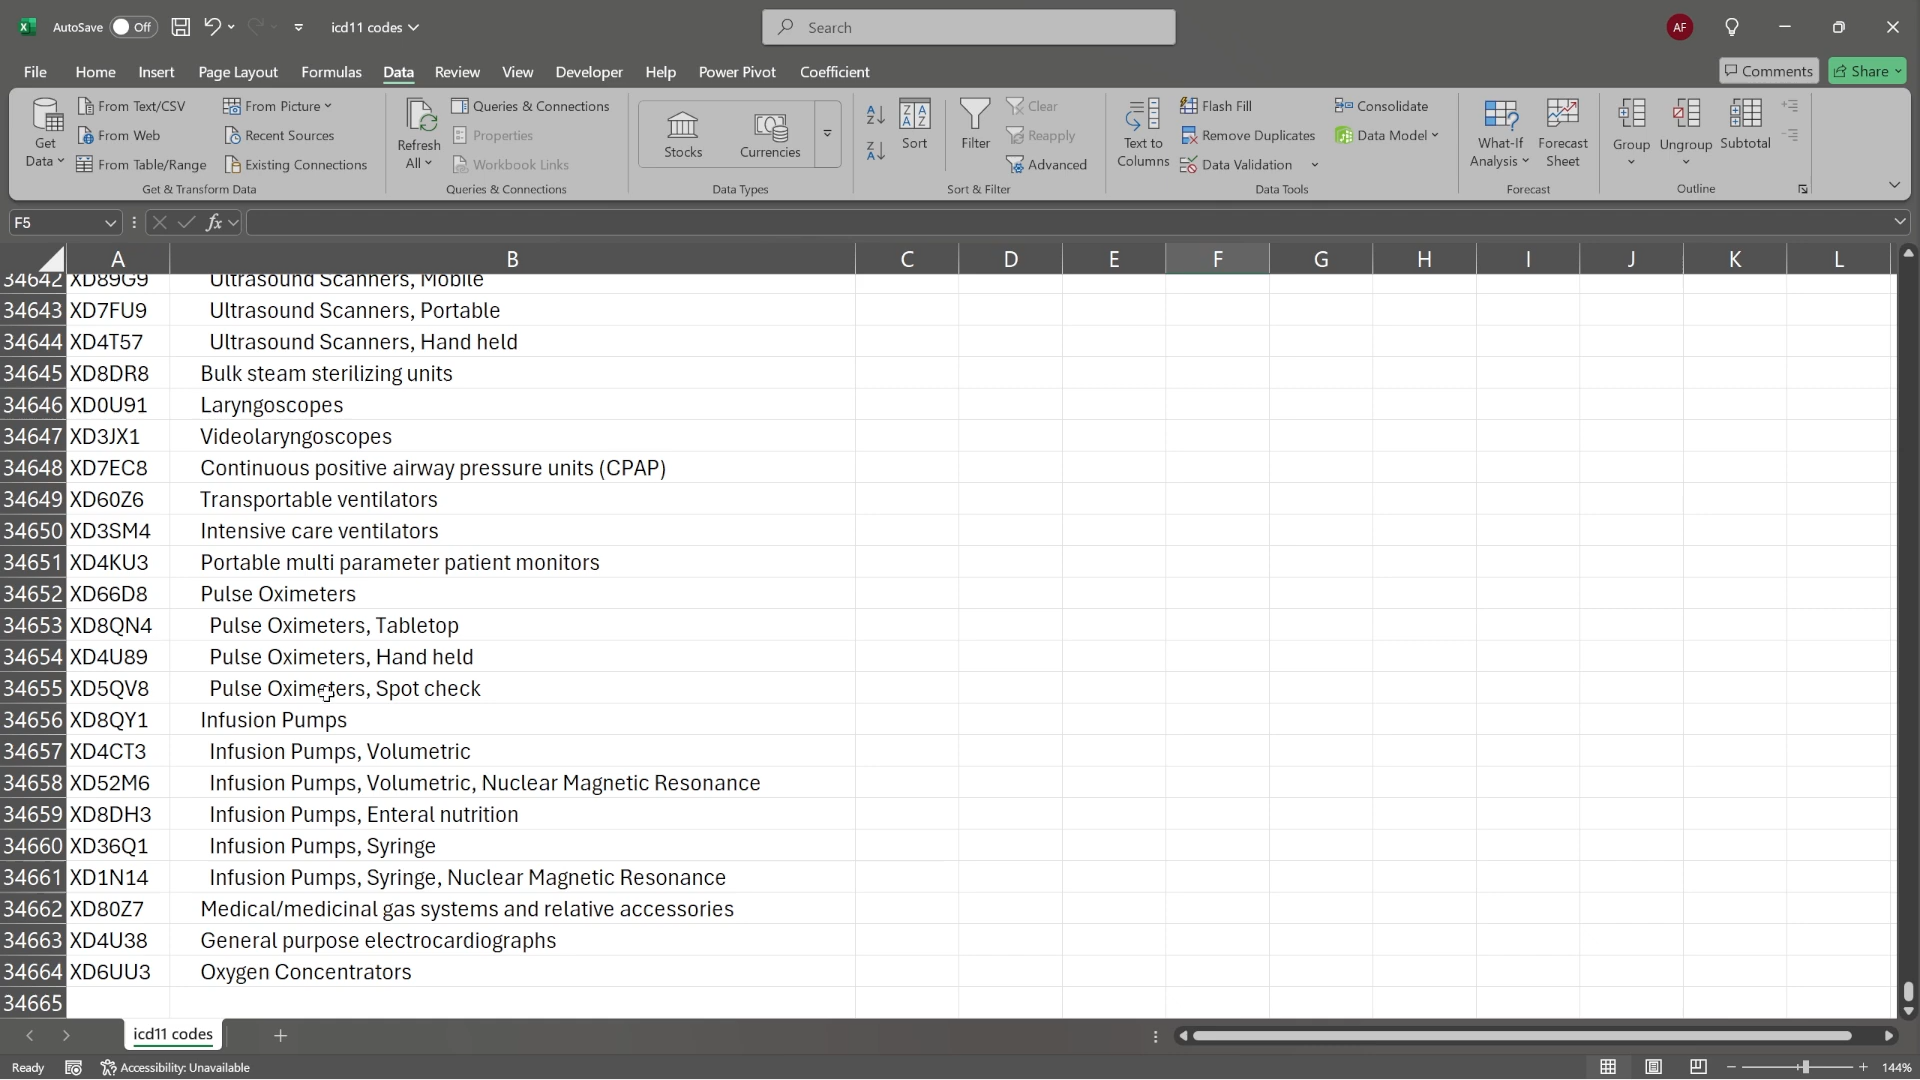 AutoSave Off icd11 codes Search AF
File Home Insert Page Layout Formulas Data Review View Developer Help Power Pivot Coefficient Comments Share
Get Data
From Text/CSV
From Web
From Table/Range
From Picture
Recent Sources
Existing Connections
Get & Transform Data
Refresh All
Queries & Connections
Properties
Workbook Links
Queries & Connections
Stocks
Currencies
Data Types
Sort
Filter
Clear
Reapply
Advanced
Sort & Filter
Text to Columns
Flash Fill
Remove Duplicates
Data Validation
Consolidate
Data Model
Data Tools
What-If Analysis
Forecast Sheet
Forecast
Group
Ungroup
Subtotal
Outline
F5 fx
A B C D E F G H I J K L
34642 XD89G9 Ultrasound Scanners, Mobile
34643 XD7FU9 Ultrasound Scanners, Portable
34644 XD4T57 Ultrasound Scanners, Hand held
34645 XD8DR8 Bulk steam sterilizing units
34646 XD0U91 Laryngoscopes
34647 XD3JX1 Videolaryngoscopes
34648 XD7EC8 Continuous positive airway pressure units (CPAP)
34649 XD60Z6 Transportable ventilators
34650 XD3SM4 Intensive care ventilators
34651 XD4KU3 Portable multi parameter patient monitors
34652 XD66D8 Pulse Oximeters
34653 XD8QN4 Pulse Oximeters, Tabletop
34654 XD4U89 Pulse Oximeters, Hand held
34655 XD5QV8 Pulse Oximeters, Spot check
34656 XD8QY1 Infusion Pumps
34657 XD4CT3 Infusion Pumps, Volumetric
34658 XD52M6 Infusion Pumps, Volumetric, Nuclear Magnetic Resonance
34659 XD8DH3 Infusion Pumps, Enteral nutrition
34660 XD36Q1 Infusion Pumps, Syringe
34661 XD1N14 Infusion Pumps, Syringe, Nuclear Magnetic Resonance
34662 XD80Z7 Medical/medicinal gas systems and relative accessories
34663 XD4U38 General purpose electrocardiographs
34664 XD6UU3 Oxygen Concentrators
34665
icd11 codes
Ready Accessibility: Unavailable 144%